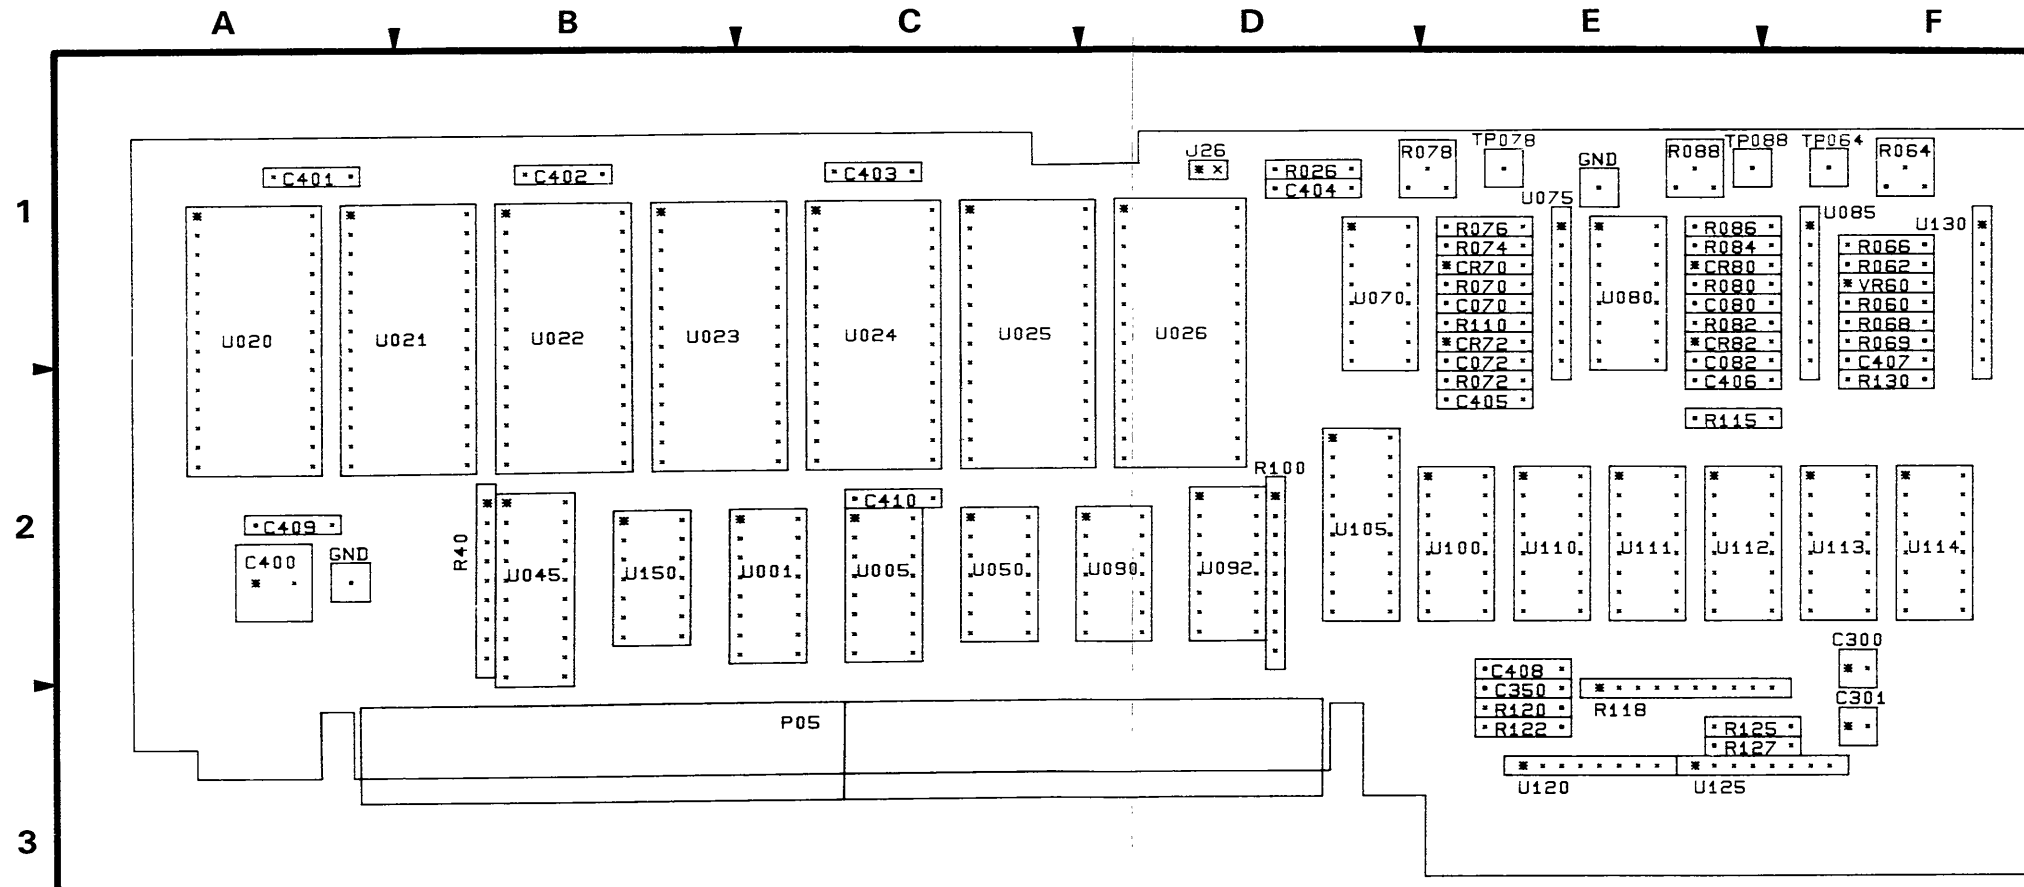 A B C D E F
J26 TP078 TP088 TP064
C401 C402 C403 R026 R078 GND R088 R064
C404
1
U075 U085 U130
R076 R086
R074 R084 R066
CR70 CR80 R062
R070 R080 VR60
U070 C070 U080 C080 R060
R110 R082 R068
U020 U021 U022 U023 U024 U025 U026 CR72 CR82 R069
C072 C082 C407
R072 C406 R130
C405
R115
R100
C410
2
C409
R40
C400 GND
U105
U100 U110 U111 U112 U113 U114
U045 U150 U001 U005 U050 U090 U092
C300
C408
C350 C301
R120 R118
P05 R122 R125
R127
U120 U125
3